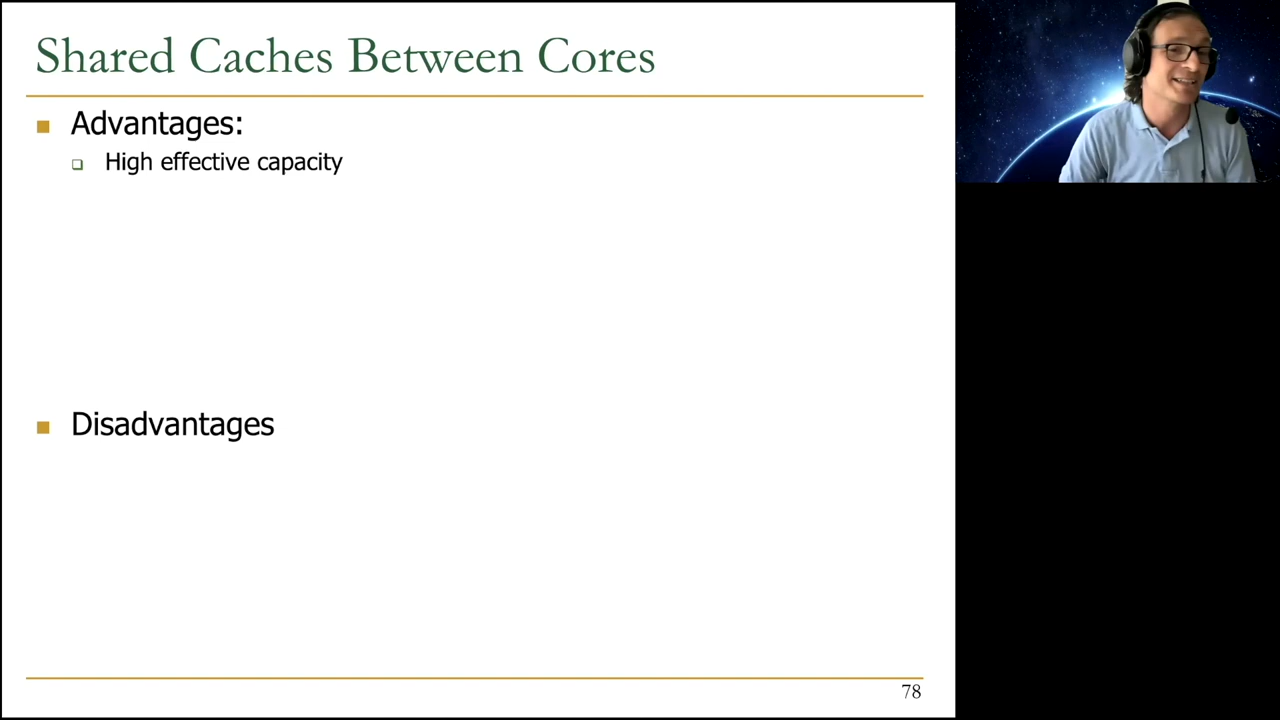 Shared Caches Between Cores
Advantages:
High effective capacity
Disadvantages
78